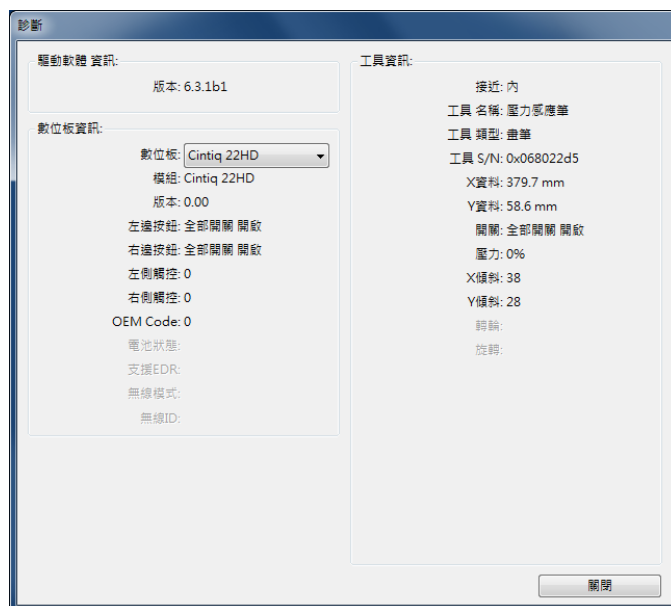 診斷
驅動軟體 資訊:
版本: 6.3.1b1
數位板資訊:
數位板: Cintiq 22HD
模組: Cintiq 22HD
版本: 0.00
左邊按鈕: 全部開關 開啟
右邊按鈕: 全部開關 開啟
左側觸控: 0
右側觸控: 0
OEM Code: 0
電池狀態:
支援EDR:
無線模式:
無線ID:
工具資訊:
接近: 內
工具 名稱: 壓力感應筆
工具 類型: 畫筆
工具 S/N: 0x068022d5
X資料: 379.7 mm
Y資料: 58.6 mm
開關: 全部開關 開啟
壓力: 0%
X傾斜: 38
Y傾斜: 28
轉輪:
旋轉:
關閉